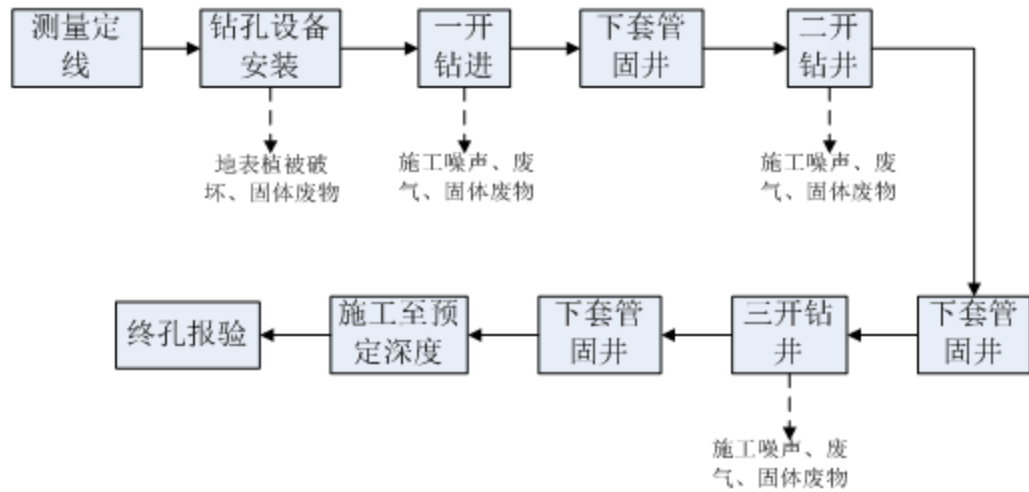 测量定
线
钻孔设备
安装
一开
钻进
下套管
固井
二开
钻井
地表植被破
坏、固体废物
施工噪声、废
气、固体废物
施工噪声、废
气、固体废物
终孔报验
施工至预
定深度
下套管
固井
三开钻
井
下套管
固井
施工噪声、废
气、固体废物